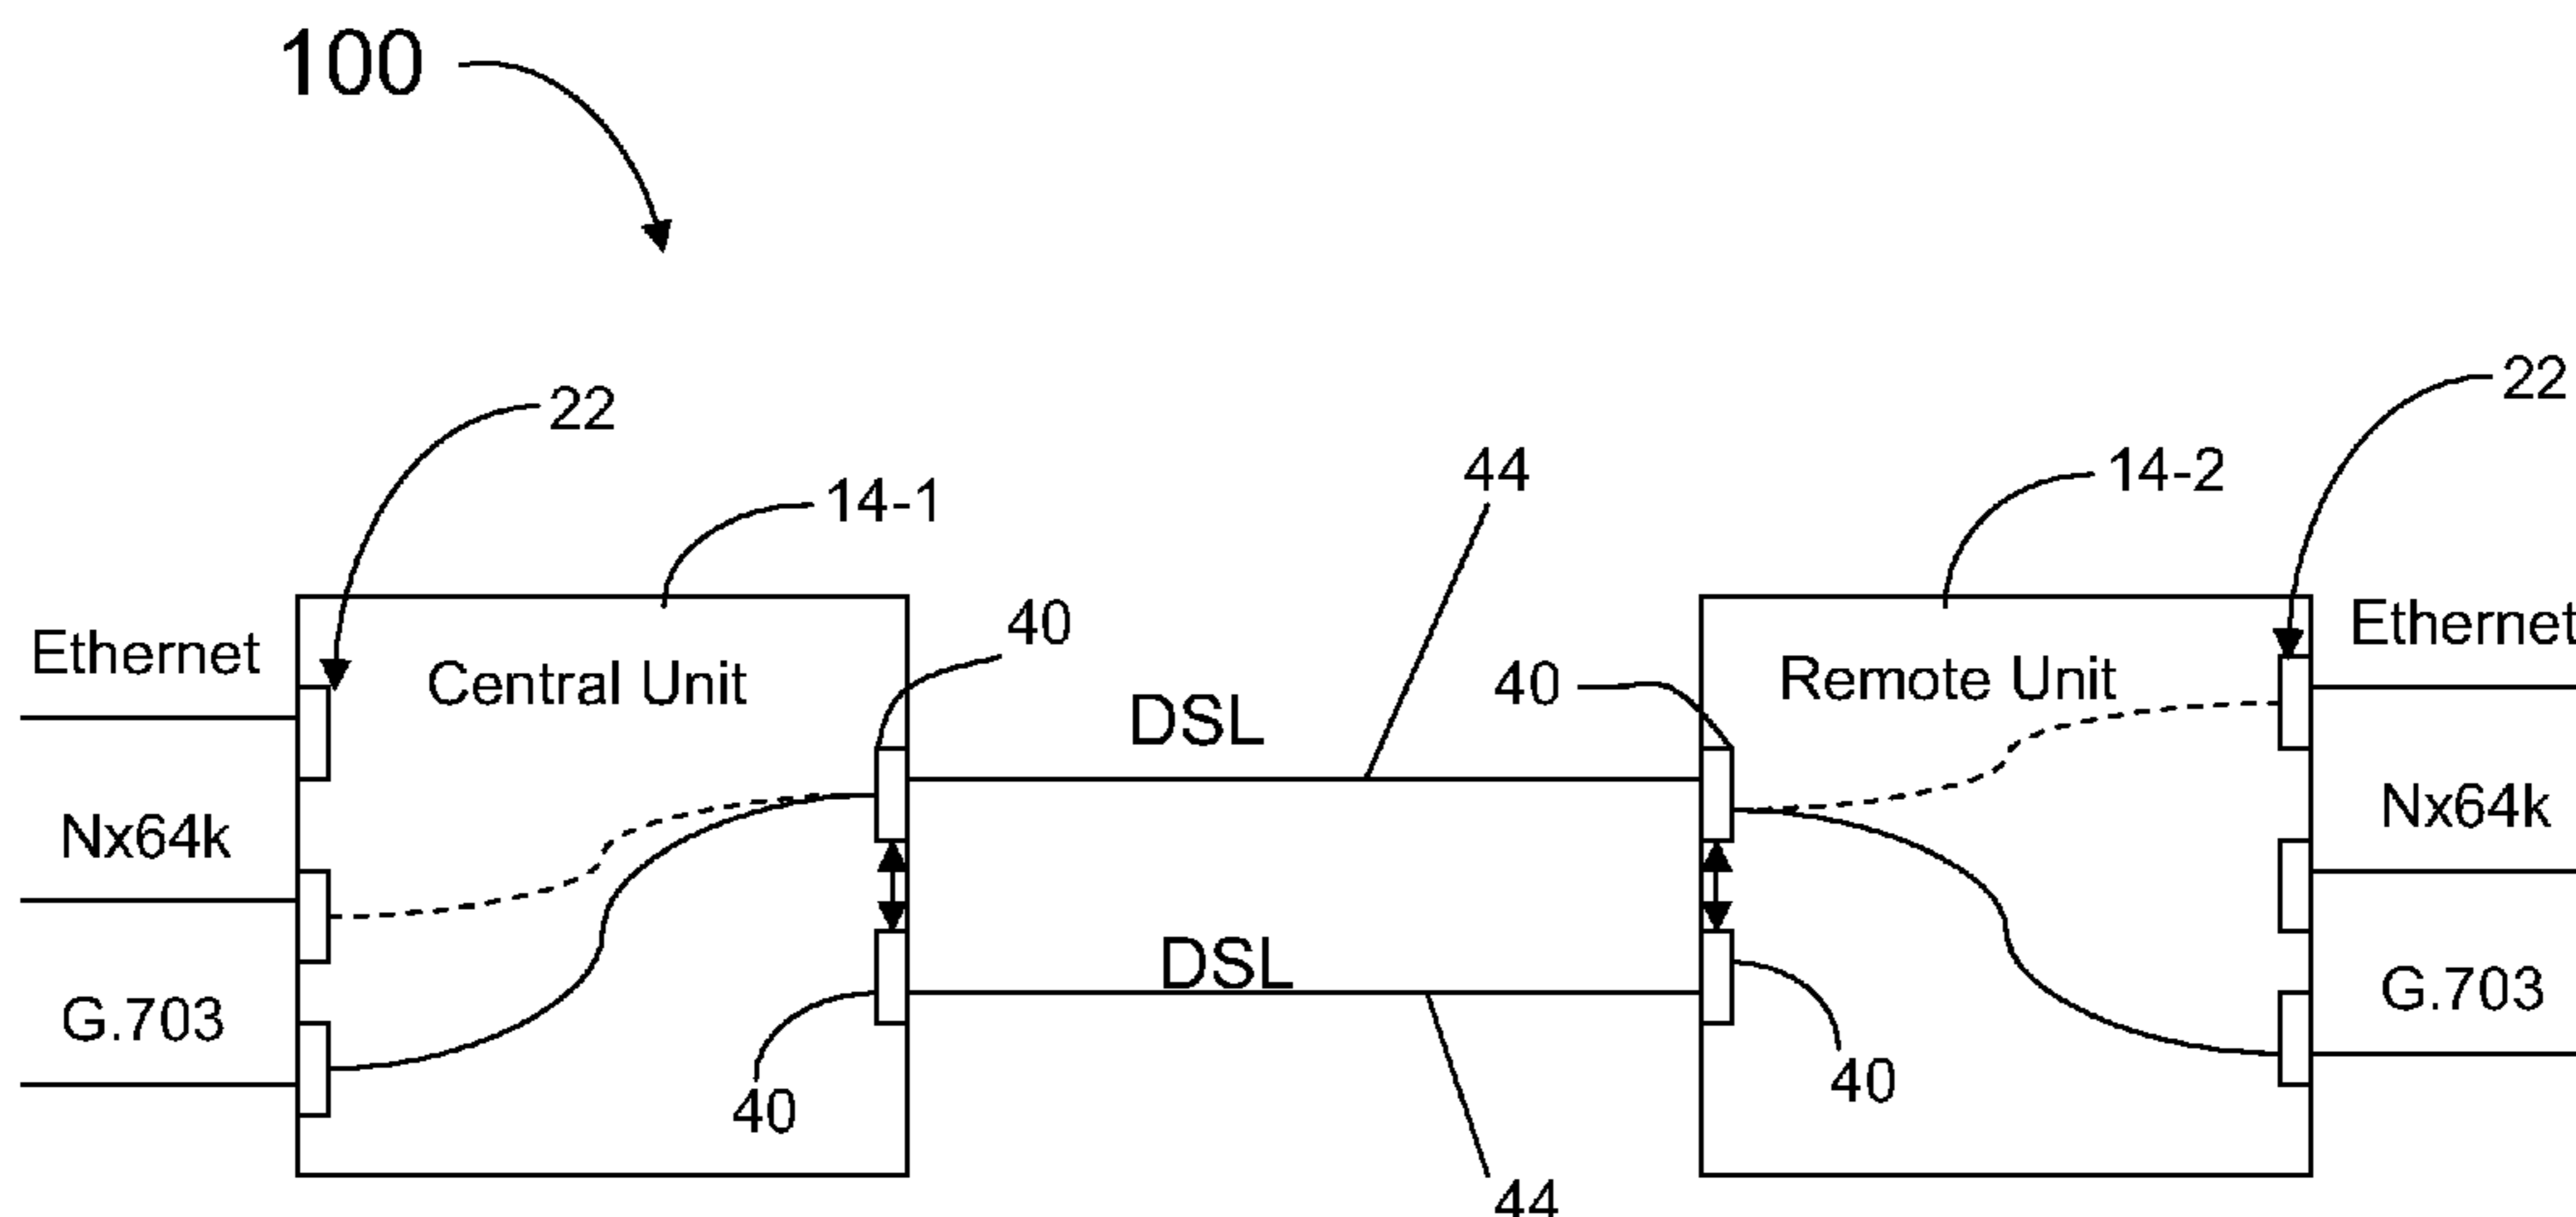 100
22
22
44
14-2
14-1
40
Ethernet
Central Unit
DSL
40
Remote Unit
Ethernet
Nx64k
Nx64k
G.703
DSL
G.703
40
40
44